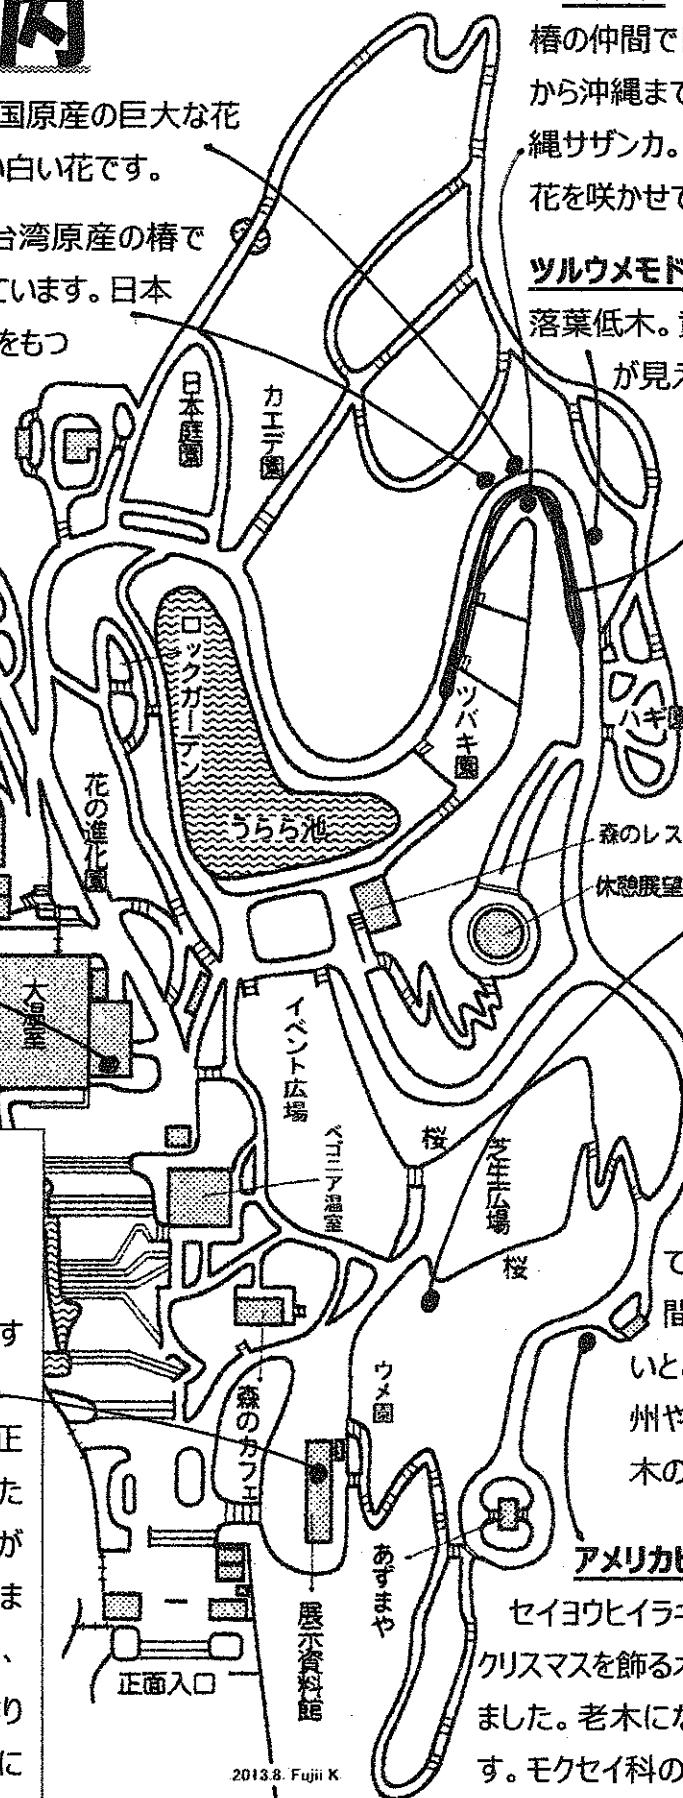 内
国原産の巨大な花
い白い花です。
台湾原産の椿で
ています。日本
をもつ
椿の仲間で
から沖縄まで
縄サザンカ。
花を咲かせて
ツルウメモド
落葉低木。
が見え
日本庭園
カエデ園
ロックガーデン
ツバキ園
ハギ園
花の進化園
うらら池
森のレス
休憩展望
大温室
イベント広場
ベゴニア温室
桜
芝生広場
桜
て
間
いと
州や
木の
す
正
た
が
ま
、
り
に
ウメ園
森のカフェ
あずまや
展示資料館
正面入口
アメリカヒ
セイヨウヒイラキ
クリスマスを飾る木
ました。老木にな
す。モクセイ科の
2013.8. Fujii K